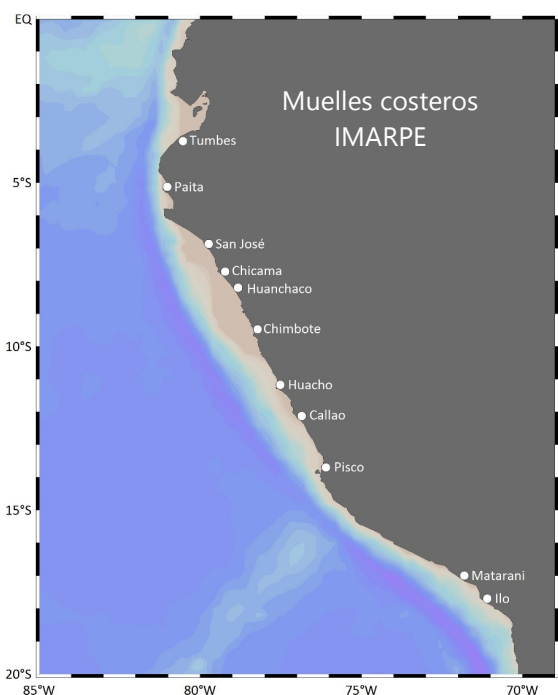 EQ
Muelles costeros
IMARPE
Tumbes
5°S
Paita
San José
Chicama
Huanchaco
Chimbote
10°S
Huacho
Callao
Pisco
15°S
Matarani
Ilo
20°S
85°W
80°W
75°W
70°W